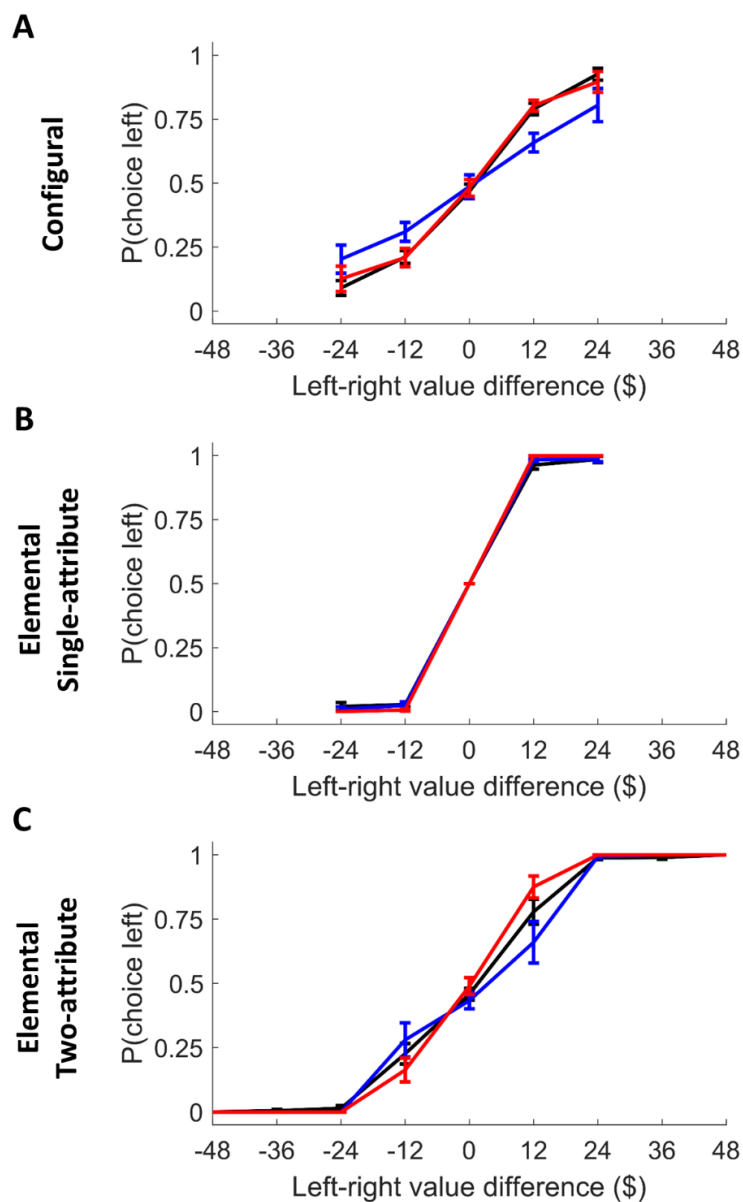 A
Configural
P(choice left)
1
0.75
0.5
0.25
0
-48 -36 -24 -12 0 12 24 36 48
Left-right value difference ($)
B
Elemental
Single-attribute
P(choice left)
1
0.75
0.5
0.25
0
-48 -36 -24 -12 0 12 24 36 48
Left-right value difference ($)
C
Elemental
Two-attribute
P(choice left)
1
0.75
0.5
0.25
0
-48 -36 -24 -12 0 12 24 36 48
Left-right value difference ($)